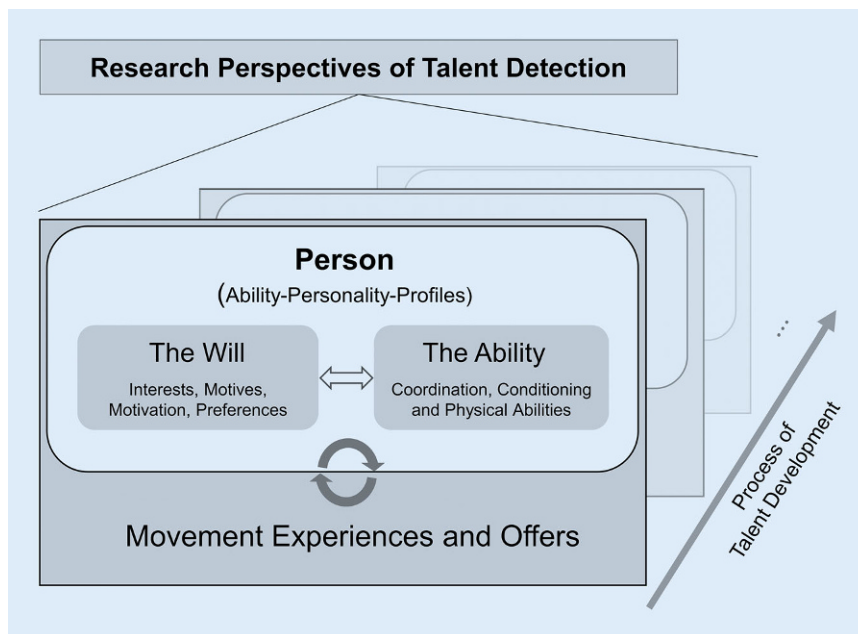 Research Perspectives of Talent Detection
Person
(Ability-Personality-Profiles)
The Will
Interests, Motives,
Motivation, Preferences
The Ability
Coordination, Conditioning
and Physical Abilities
Movement Experiences and Offers
...
Process of
Talent Development